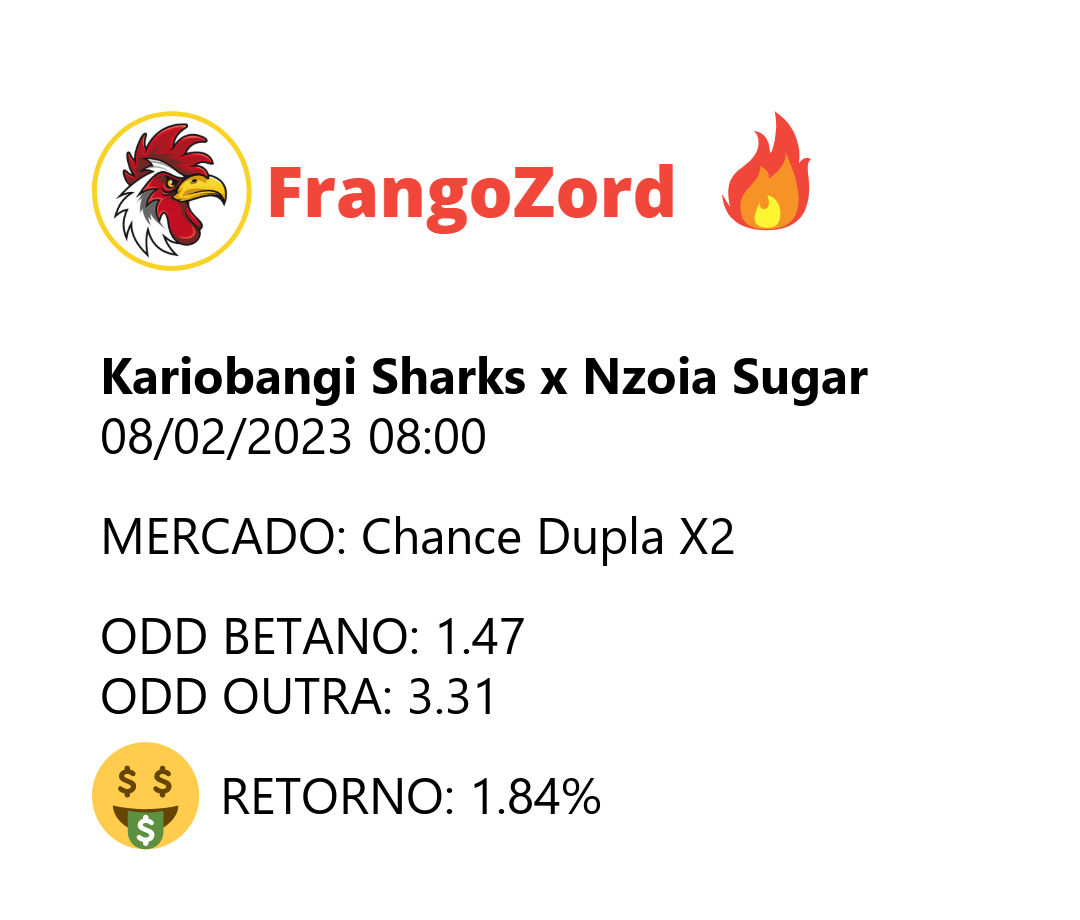 FrangoZord
Kariobangi Sharks x Nzoia Sugar
08/02/2023 08:00
MERCADO: Chance Dupla X2
ODD BETANO: 1.47
ODD OUTRA: 3.31
RETORNO: 1.84%